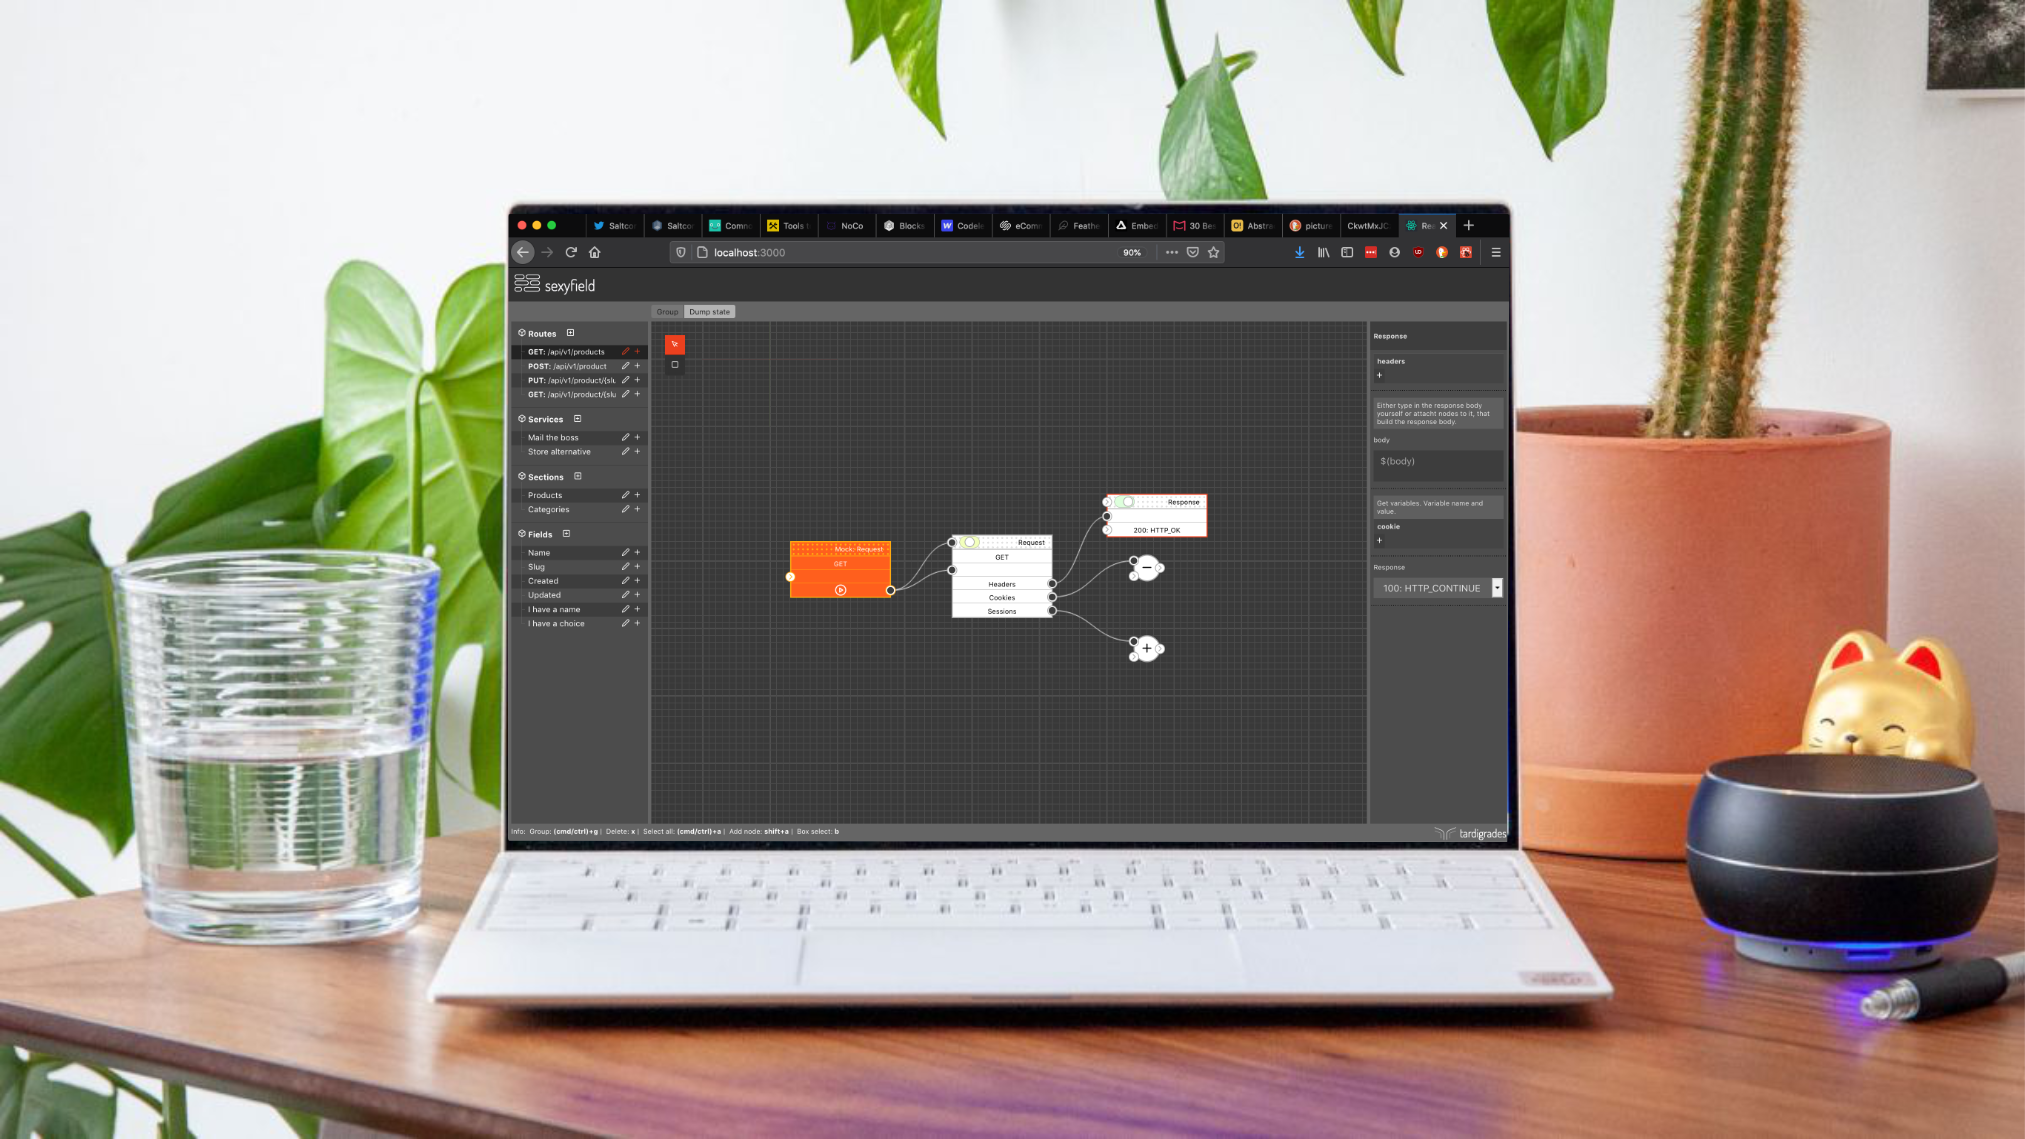 Saltco
Saltco
Comno
Tools t
NoCo
Blocks
W Codei
eCom
Feathe
Embed
30 Bes
O! Abstra
picture
CkwtMxJC
Rea
localhost:3000
90%
sexyfield
Group
Dump state
Routes
GET: /api/v1/products
POST: /api/v1/product
PUT: /api/v1/product/{slu
GET: /api/v1/product/{slu
Services
Mail the boss
Store alternative
Sections
Products
Categories
Fields
Name
Slug
Created
Updated
I have a name
I have a choice
Mock: Request
GET
Request
GET
Headers
Cookies
Sessions
Response
200: HTTP_OK
Response
headers
+
Either type in the response body
yourself or attacht nodes to it, that
build the response body.
body
$(body)
Get variables. Variable name and
value.
cookie
+
Response
100: HTTP_CONTINUE
Info: Group: (cmd/ctrl)+g | Delete: x | Select all: (cmd/ctrl)+a | Add node: shift+a | Box select: b
tardigrades